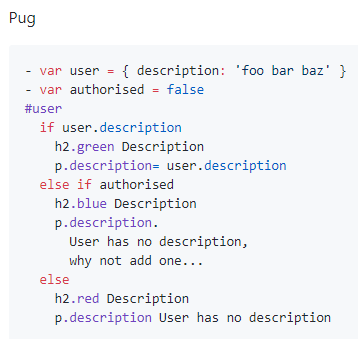 Pug
- var user = { description: 'foo bar baz' }
- var authorised = false
#user
  if user.description
    h2.green Description
    p.description= user.description
  else if authorised
    h2.blue Description
    p.description.
      User has no description,
      why not add one...
  else
    h2.red Description
    p.description User has no description